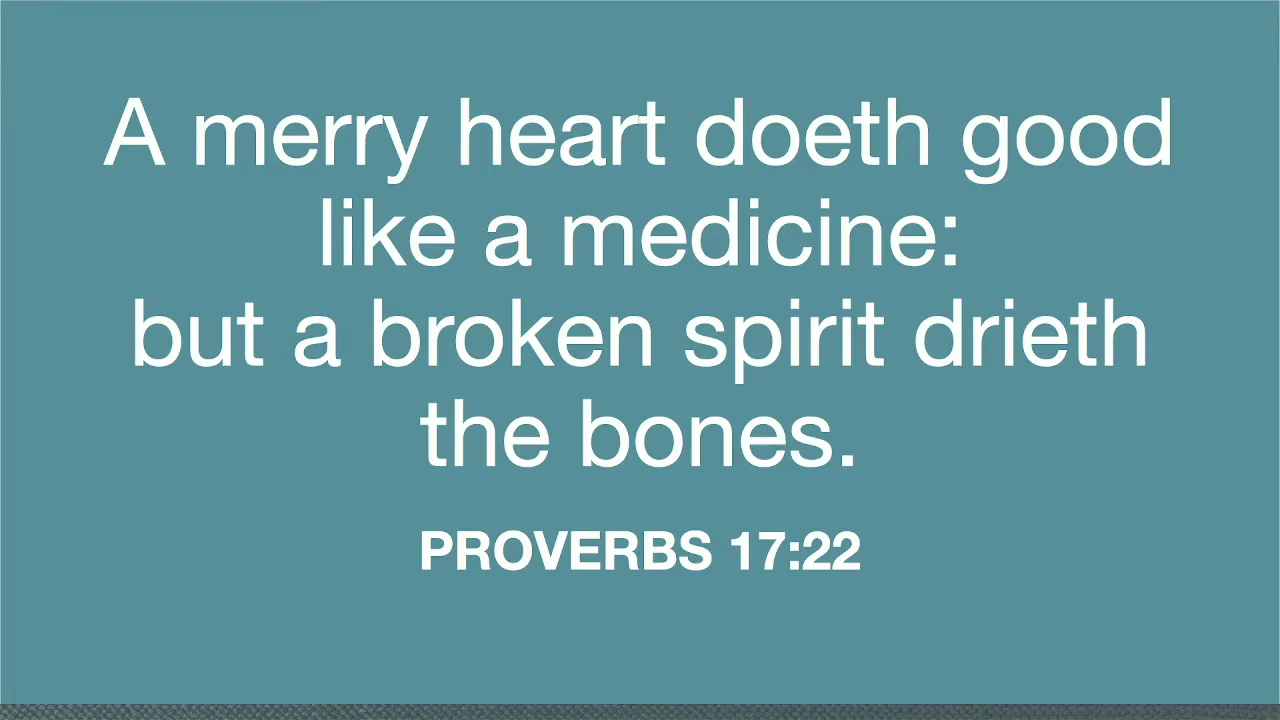 A merry heart doeth good
like a medicine:
but a broken spirit drieth
the bones.
PROVERBS 17:22